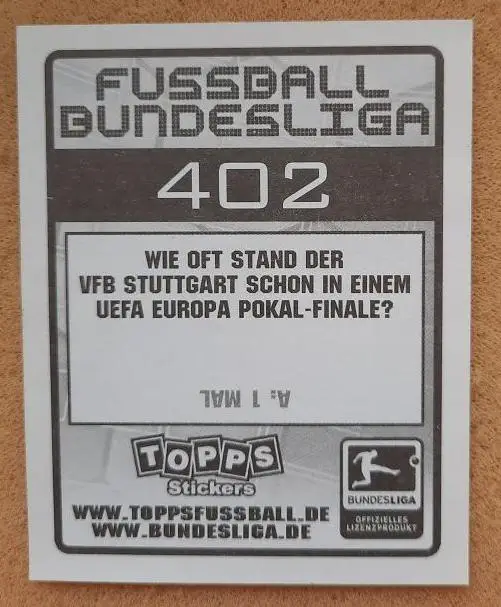 FUSSBALL
BUNDESLIGA
402
WIE OFT STAND DER
VFB STUTTGART SCHON IN EINEM
UEFA EUROPA POKAL-FINALE?
A: 1 MAL
TOPPS
Stickers
BUNDESLIGA
OFFIZIELLES
LIZENZPRODUKT
WWW.TOPPSFUSSBALL.DE
WWW.BUNDESLIGA.DE